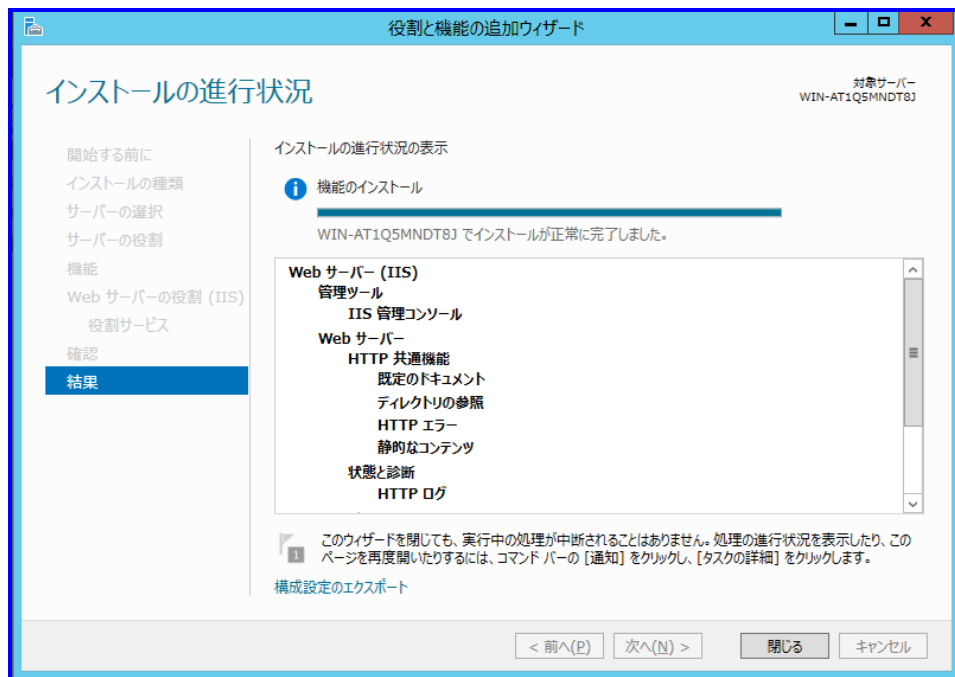 役割と機能の追加ウィザード
インストールの進行状況
対象サーバー
WIN-AT1Q5MNDT8J
開始する前に
インストールの種類
サーバーの選択
サーバーの役割
機能
Web サーバーの役割 (IIS)
役割サービス
確認
結果
インストールの進行状況の表示
機能のインストール
WIN-AT1Q5MNDT8J でインストールが正常に完了しました。
Web サーバー (IIS)
管理ツール
IIS 管理コンソール
Web サーバー
HTTP 共通機能
既定のドキュメント
ディレクトリの参照
HTTP エラー
静的なコンテンツ
状態と診断
HTTP ログ
1
このウィザードを閉じても、実行中の処理が中断されることはありません。処理の進行状況を表示したり、この
ページを再度開いたりするには、コマンド バーの [通知] をクリックし、[タスクの詳細] をクリックします。
構成設定のエクスポート
< 前へ(P)
次へ(N) >
閉じる
キャンセル